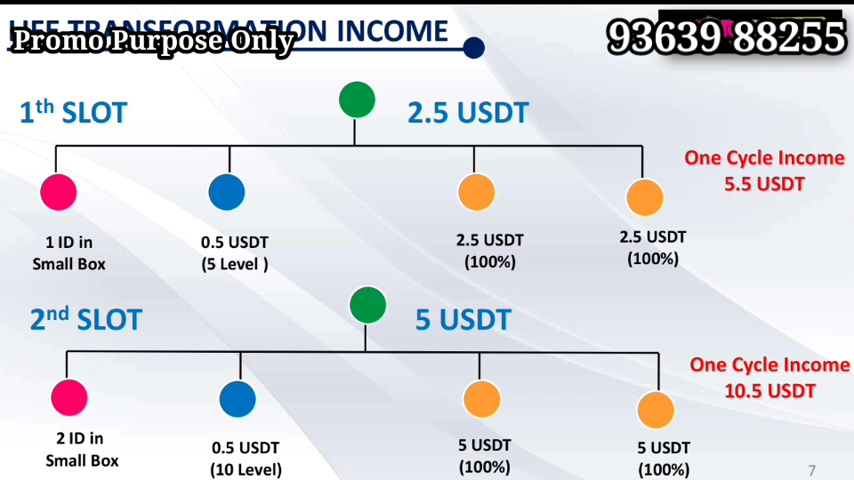 LIFE TRANSFORMATION INCOME
Promo Purpose Only
93639 88255
1th SLOT
2.5 USDT
One Cycle Income
5.5 USDT
1 ID in
Small Box
0.5 USDT
(5 Level )
2.5 USDT
(100%)
2.5 USDT
(100%)
2nd SLOT
5 USDT
One Cycle Income
10.5 USDT
2 ID in
Small Box
0.5 USDT
(10 Level)
5 USDT
(100%)
5 USDT
(100%)
7